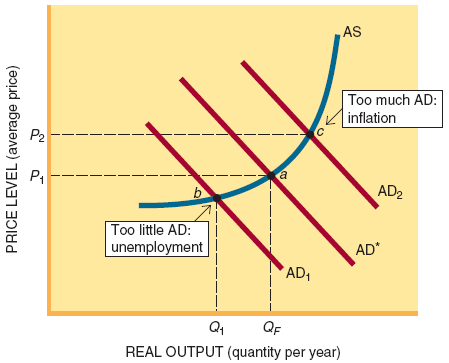 AS
Too much AD:
inflation
P2
c
P1
a
b
AD2
Too little AD:
unemployment
AD*
AD1
Q1
QF
PRICE LEVEL (average price)
REAL OUTPUT (quantity per year)